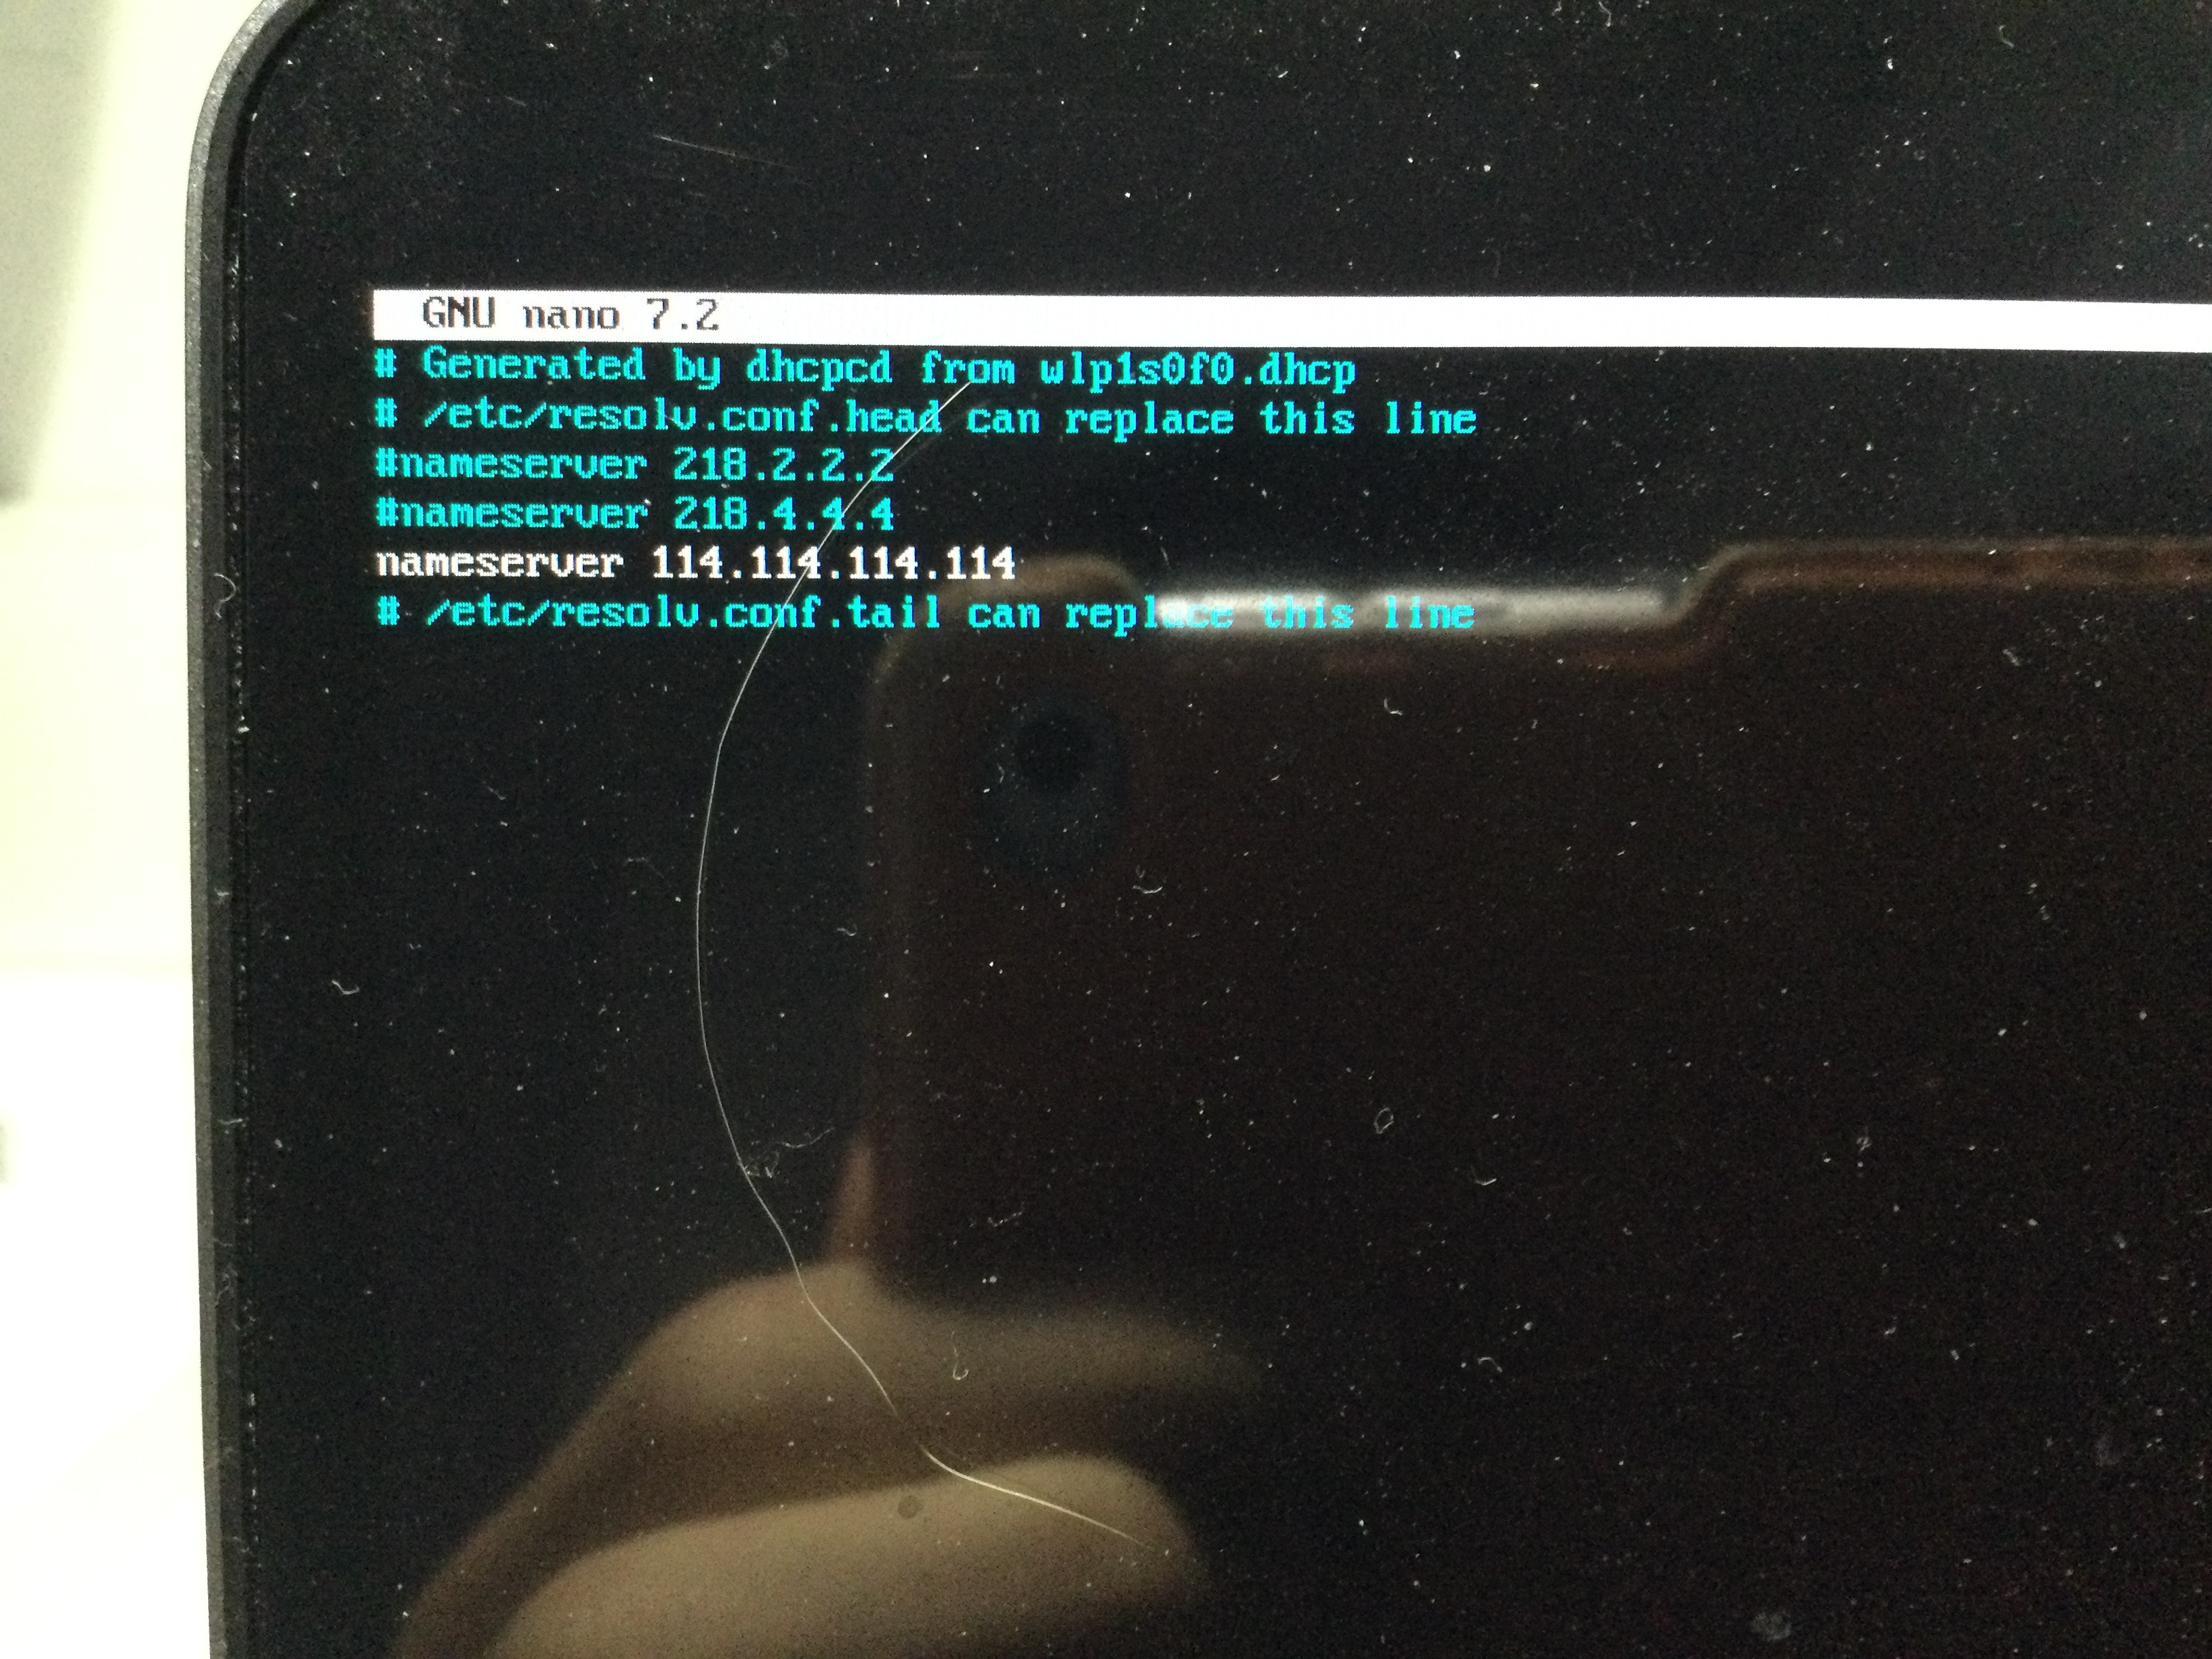 GNU nano 7.2
# Generated by dhcpcd from wlp1s0f0.dhcp
# /etc/resolv.conf.head can replace this line
#nameserver 218.2.2.2
#nameserver 218.4.4.4
nameserver 114.114.114.114
# /etc/resolv.conf.tail can replace this line